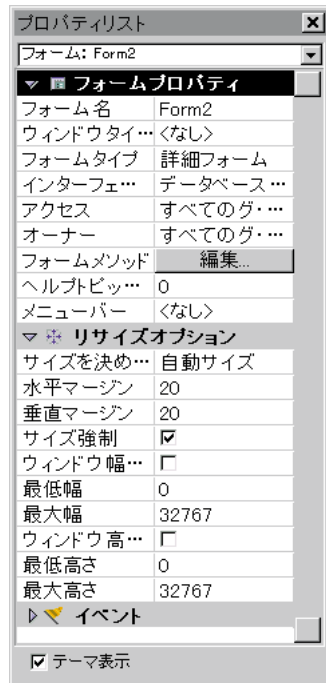 プロパティリスト
フォーム: Form2
フォームプロパティ
フォーム名 Form2
ウィンドウタイ… <なし>
フォームタイプ 詳細フォーム
インターフェ… データベース…
アクセス すべてのグ・…
オーナー すべてのグ・…
フォームメソッド 編集...
ヘルプトピッ… 0
メニューバー <なし>
リサイズオプション
サイズを決め… 自動サイズ
水平マージン 20
垂直マージン 20
サイズ強制
ウィンドウ幅…
最低幅 0
最大幅 32767
ウィンドウ高…
最低高さ 0
最大高さ 32767
イベント
テーマ表示